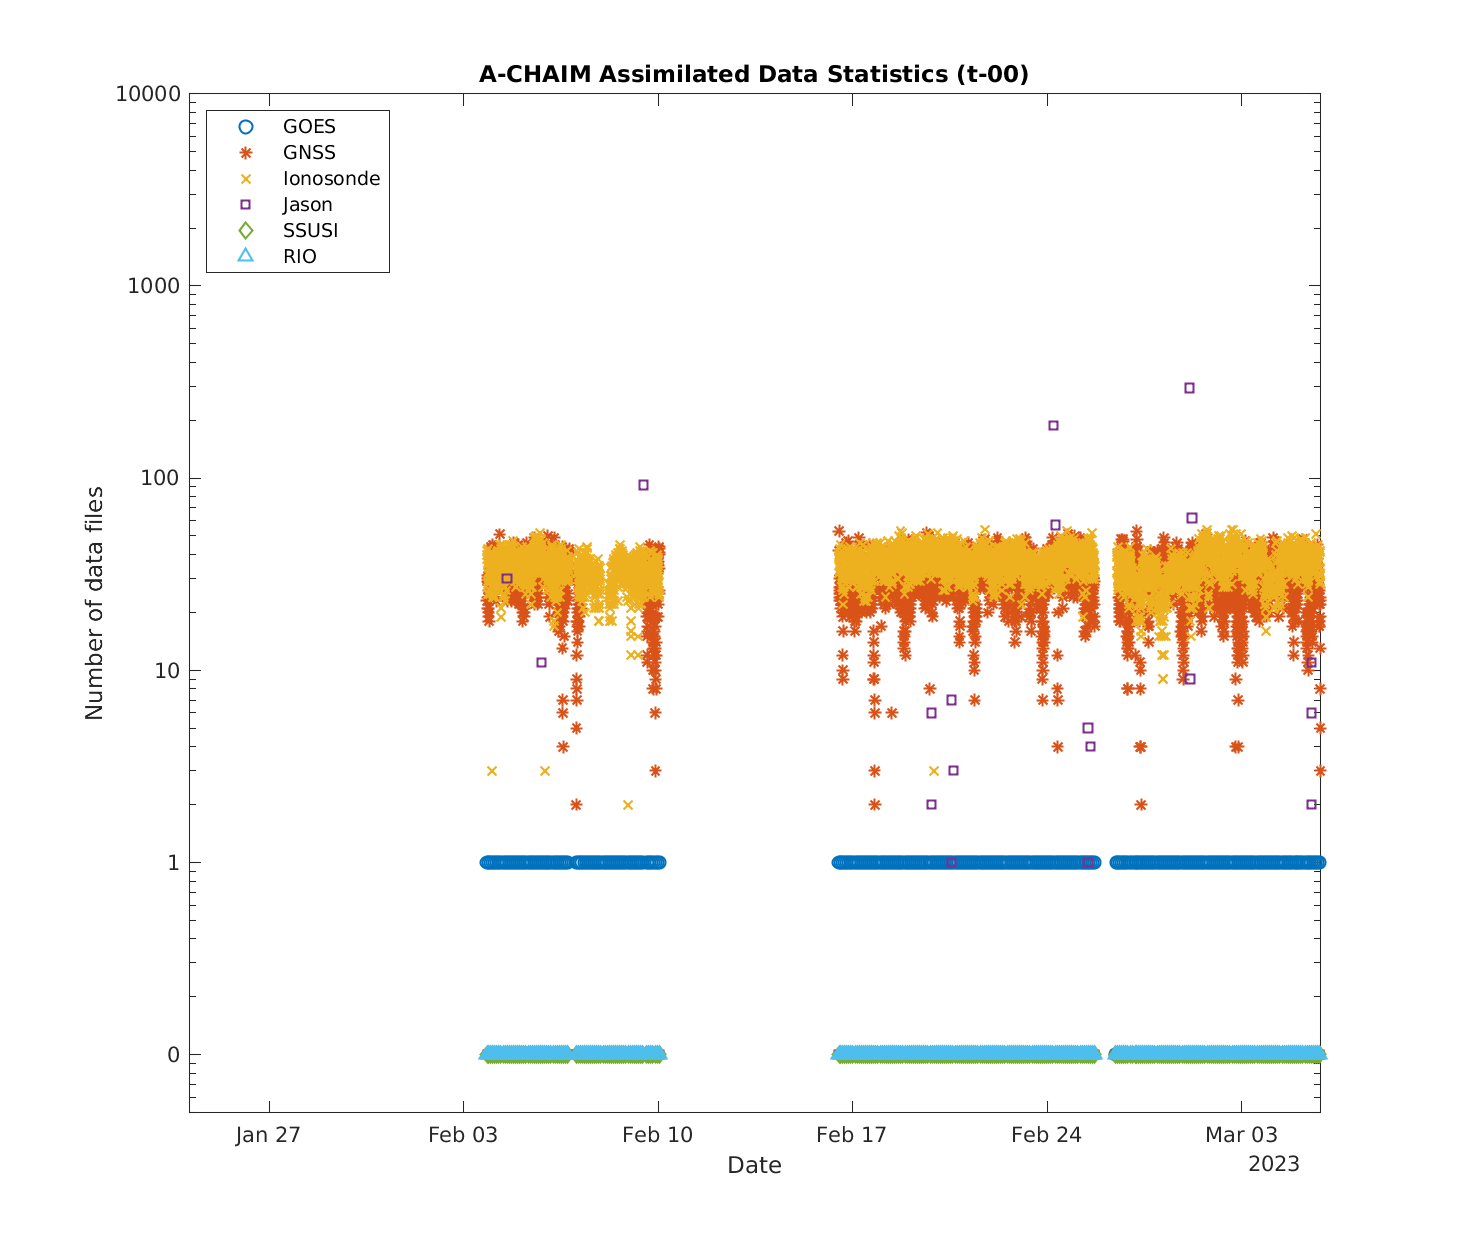 A-CHAIM Assimilated Data Statistics (t-00)
10000
1000
100
10
1
0
Number of data files
GOES
GNSS
Ionosonde
Jason
SSUSI
RIO
Jan 27
Feb 03
Feb 10
Feb 17
Feb 24
Mar 03
2023
Date